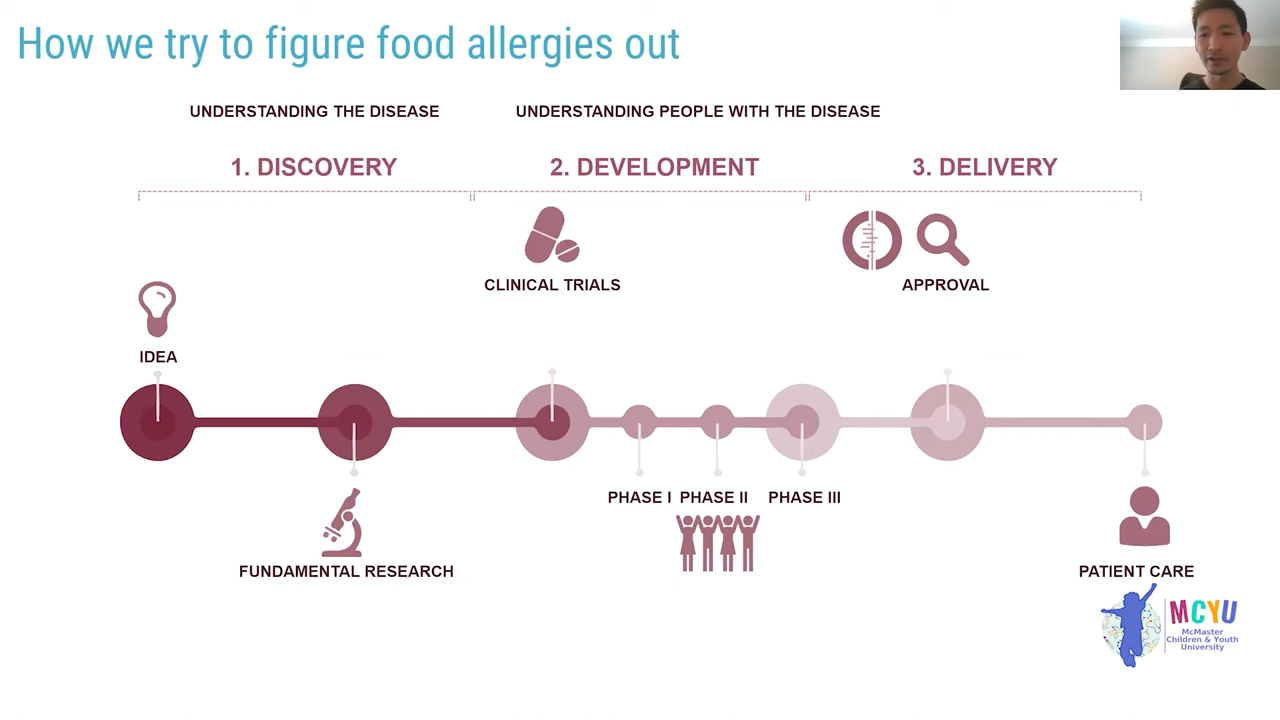 How we try to figure food allergies out
UNDERSTANDING THE DISEASE
UNDERSTANDING PEOPLE WITH THE DISEASE
1. DISCOVERY
2. DEVELOPMENT
3. DELIVERY
CLINICAL TRIALS
APPROVAL
IDEA
PHASE I
PHASE II
PHASE III
FUNDAMENTAL RESEARCH
PATIENT CARE
MCYU
McMaster
Children & Youth
University